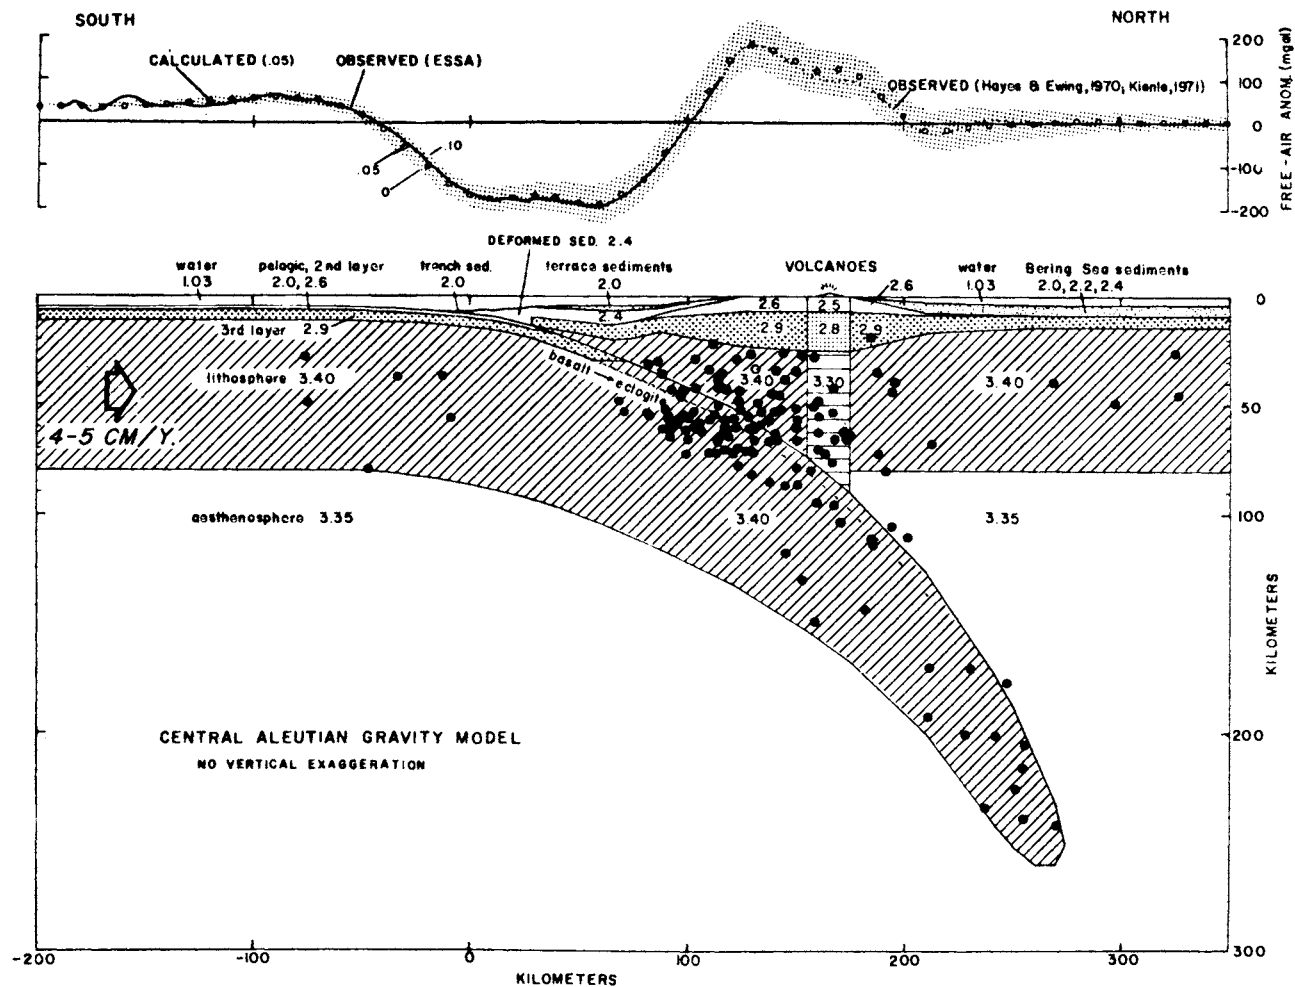 SOUTH
NORTH
CALCULATED (.05)
OBSERVED (ESSA)
OBSERVED (Hayes & Ewing, 1970, Kienle, 1971)
.10
.05
0
200
100
0
-100
-200
FREE-AIR ANOM. (mgal)
DEFORMED SED. 2.4
water
1.03
pelagic, 2nd layer
2.0, 2.6
trench sed.
2.0
terrace sediments
2.0
VOLCANOES
2.6
water
1.03
Bering Sea sediments
2.0, 2.2, 2.4
2.4
2.6
2.5
3rd layer 2.9
2.9
2.8
2.9
basalt → eclogit
lithosphere 3.40
3.40
3.30
3.40
4-5 CM/Y.
aesthenosphere 3.35
3.40
3.35
CENTRAL ALEUTIAN GRAVITY MODEL
NO VERTICAL EXAGGERATION
0
50
100
200
300
KILOMETERS
-200
-100
0
100
200
300
KILOMETERS